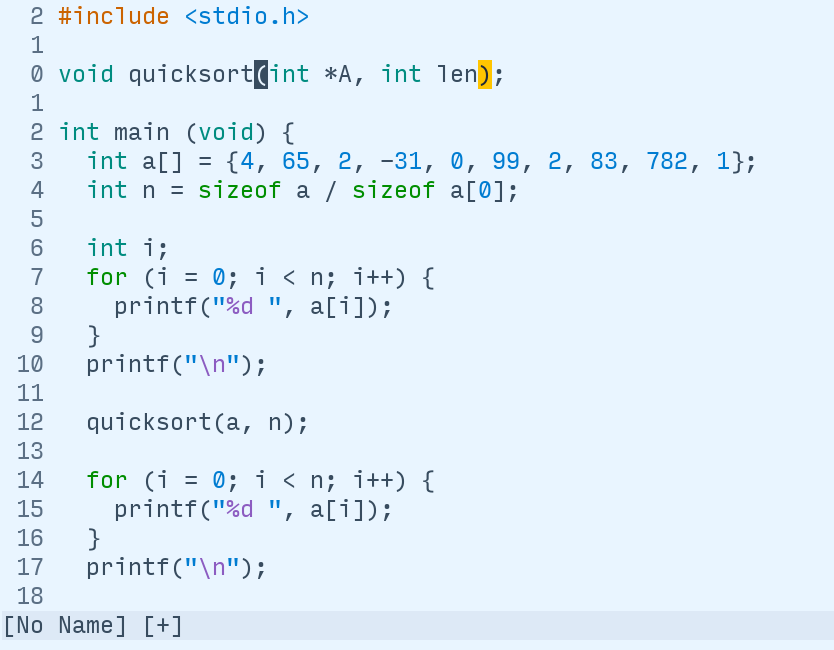 2 #include <stdio.h>
1
0 void quicksort(int *A, int len);
1
2 int main (void) {
3   int a[] = {4, 65, 2, -31, 0, 99, 2, 83, 782, 1};
4   int n = sizeof a / sizeof a[0];
5
6   int i;
7   for (i = 0; i < n; i++) {
8     printf("%d ", a[i]);
9   }
10   printf("\n");
11
12   quicksort(a, n);
13
14   for (i = 0; i < n; i++) {
15     printf("%d ", a[i]);
16   }
17   printf("\n");
18
[No Name] [+]